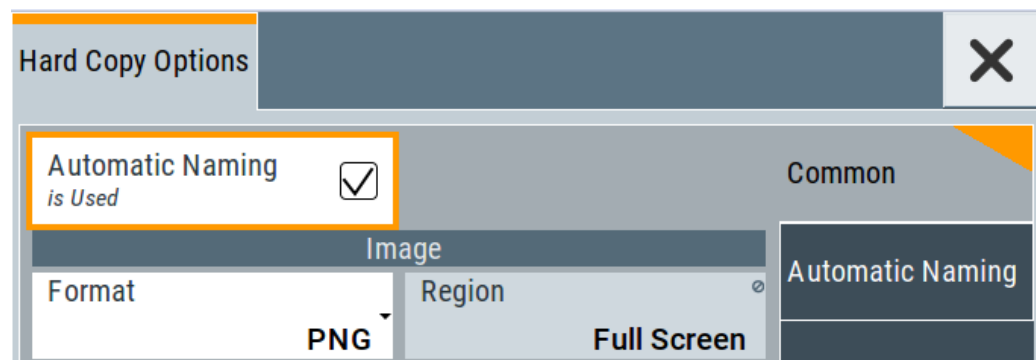 Hard Copy Options
Automatic Naming
is Used
Common
Image
Automatic Naming
Format
Region
PNG
Full Screen